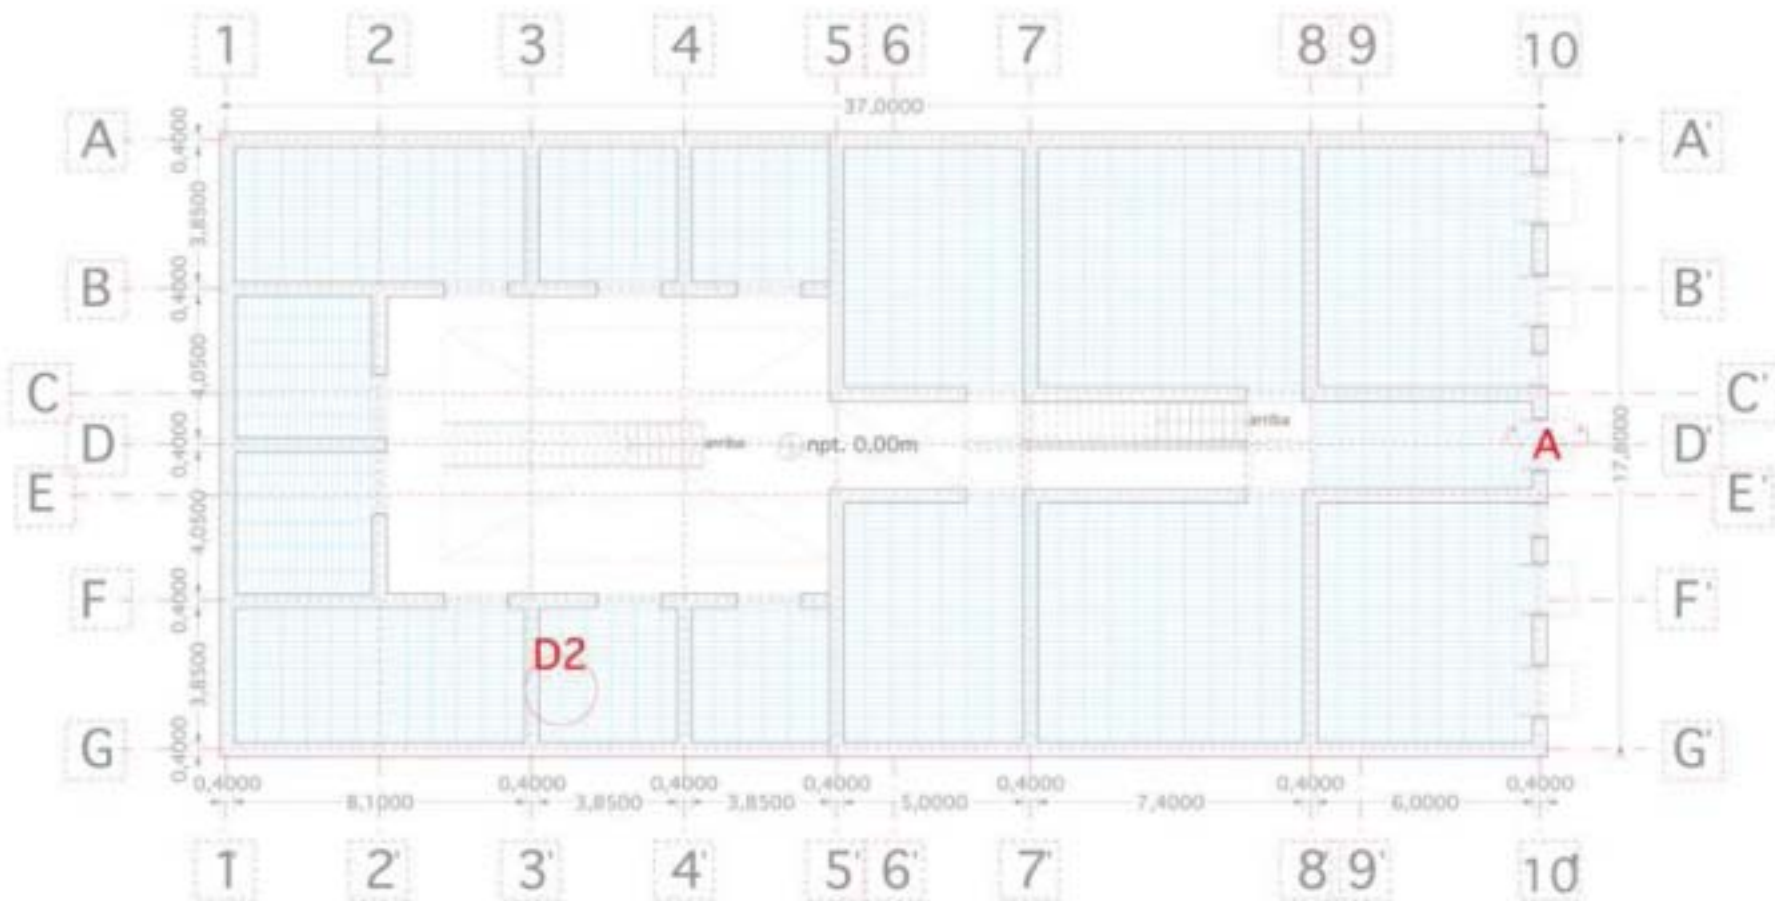 1 2 3 4 5 6 7 8 9 10
37,0000
A 0,4000 A'
3,8500
B 0,4000 B'
4,0500
C C'
arriba
arriba
D 0,4000 npt. 0,00m A D'
17,8000
E E'
4,0500
F 0,4000 F'
D2
3,8500
G 0,4000 G'
0,4000 0,4000 0,4000 0,4000 0,4000 0,4000 0,4000
8,1000 3,8500 3,8500 5,0000 7,4000 6,0000
1' 2' 3' 4' 5' 6' 7' 8' 9' 10'